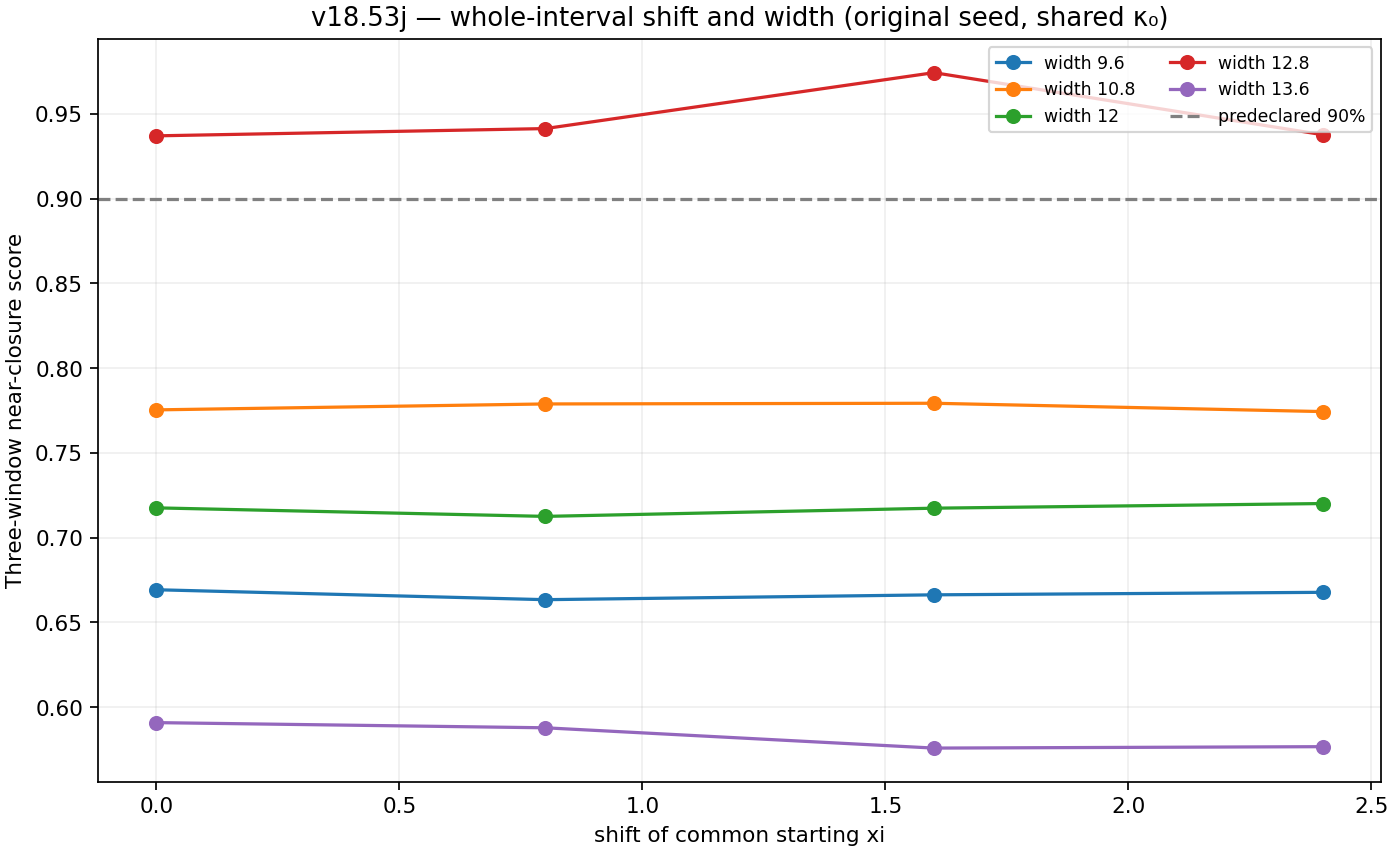 v18.53j — whole-interval shift and width (original seed, shared κ₀)
width 9.6
width 10.8
width 12
width 12.8
width 13.6
predeclared 90%
Three-window near-closure score
0.95
0.90
0.85
0.80
0.75
0.70
0.65
0.60
0.0
0.5
1.0
1.5
2.0
2.5
shift of common starting xi